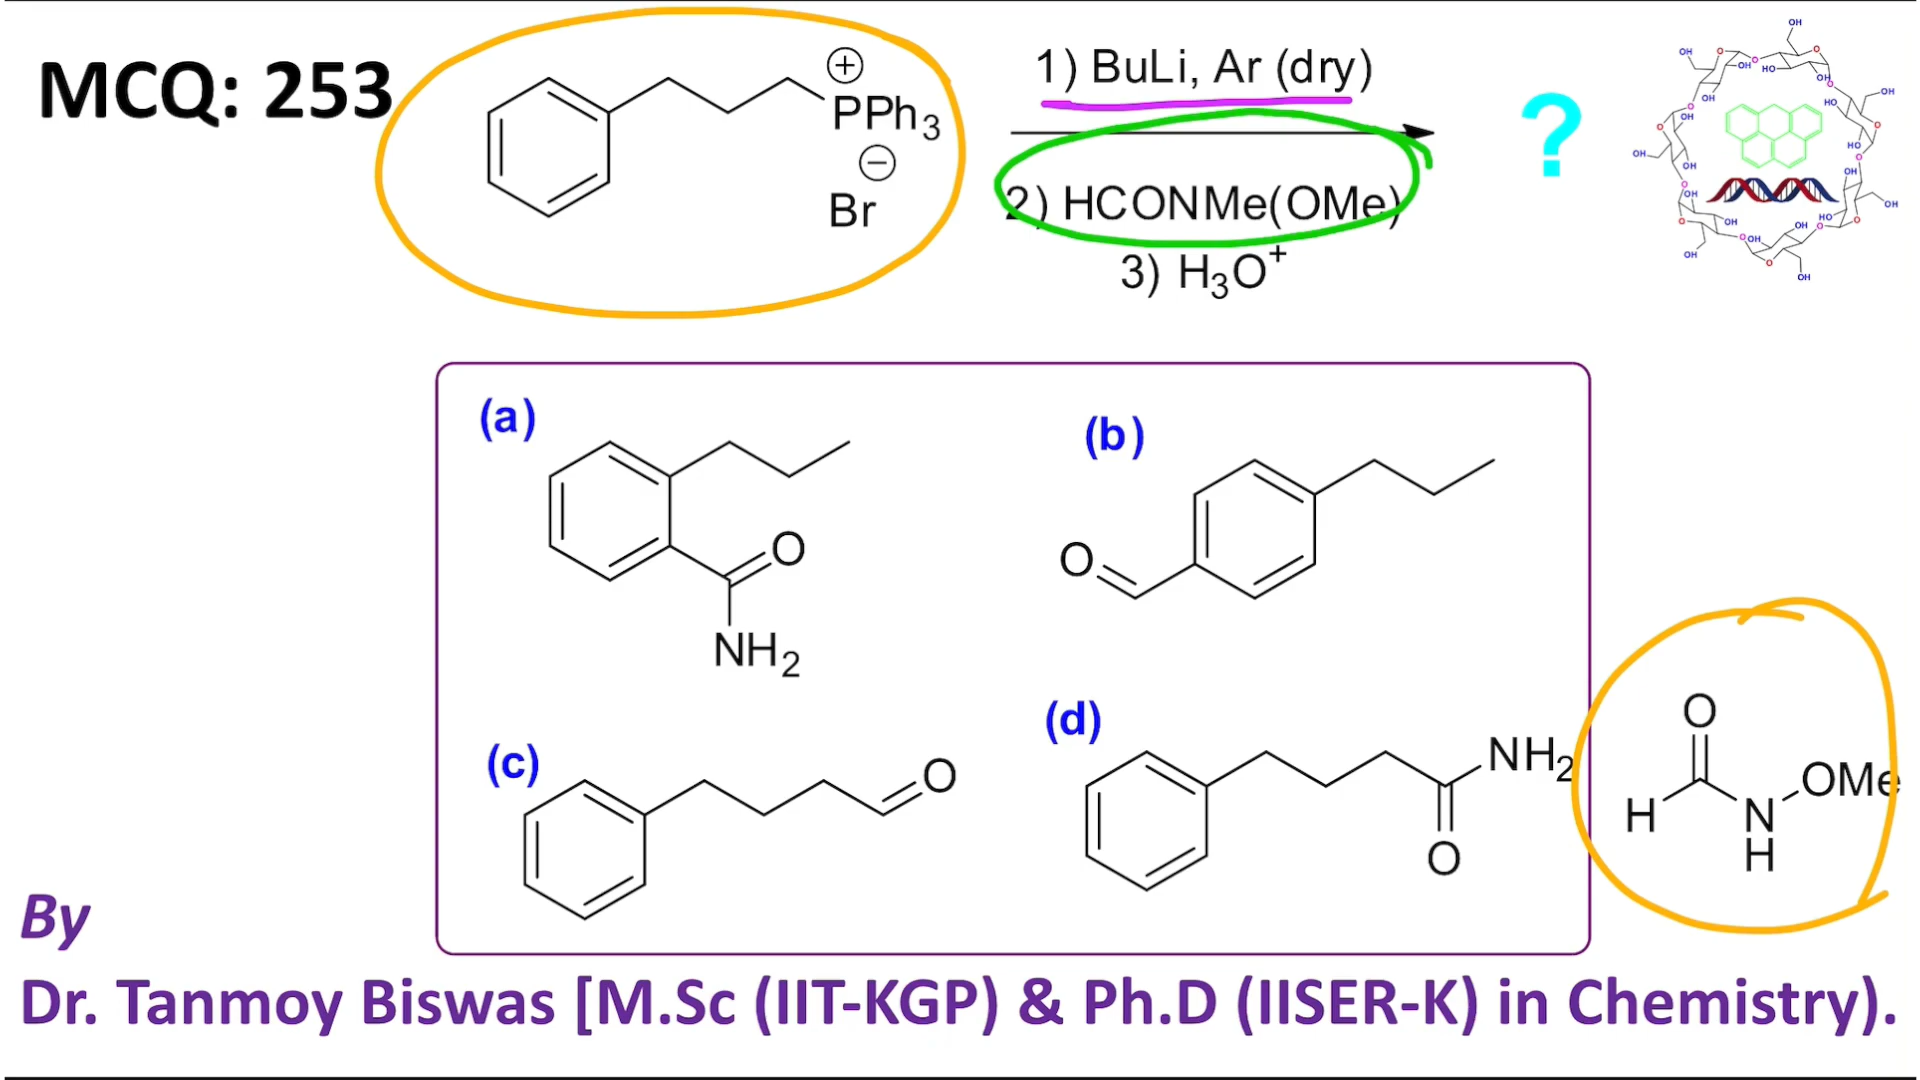 MCQ: 253
⊕
PPh3
⊖
Br
1) BuLi, Ar (dry)
2) HCONMe(OMe)
3) H3O+
?
(a)
O
NH2
(b)
O
(c)
O
(d)
NH2
O
O
H
N
H
OMe
By
Dr. Tanmoy Biswas [M.Sc (IIT-KGP) & Ph.D (IISER-K) in Chemistry).